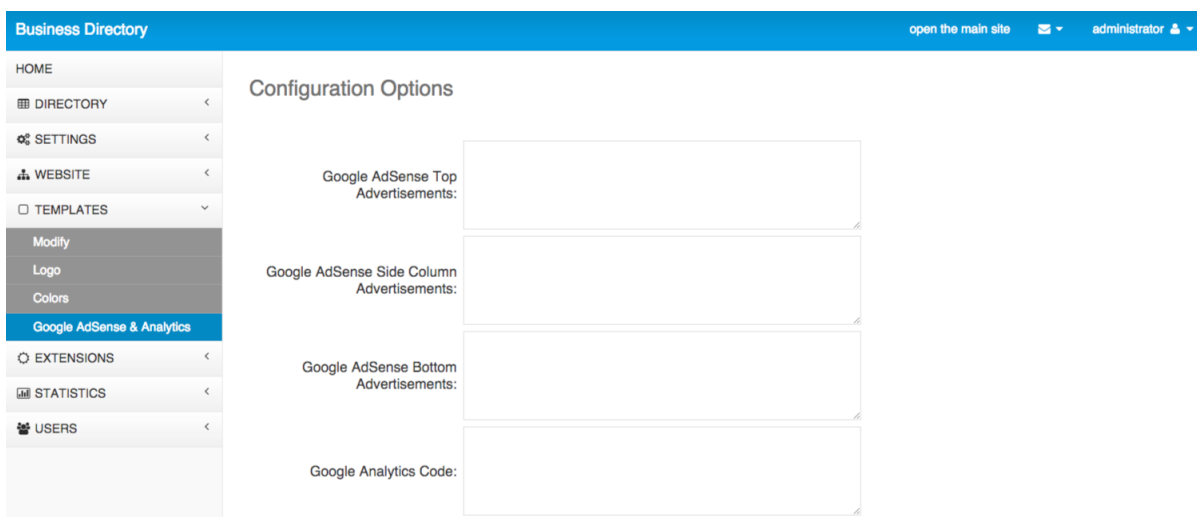 Business Directory
open the main site
administrator
HOME
DIRECTORY
SETTINGS
WEBSITE
TEMPLATES
Modify
Logo
Colors
Google AdSense & Analytics
EXTENSIONS
STATISTICS
USERS
Configuration Options
Google AdSense Top
Advertisements:
Google AdSense Side Column
Advertisements:
Google AdSense Bottom
Advertisements:
Google Analytics Code: